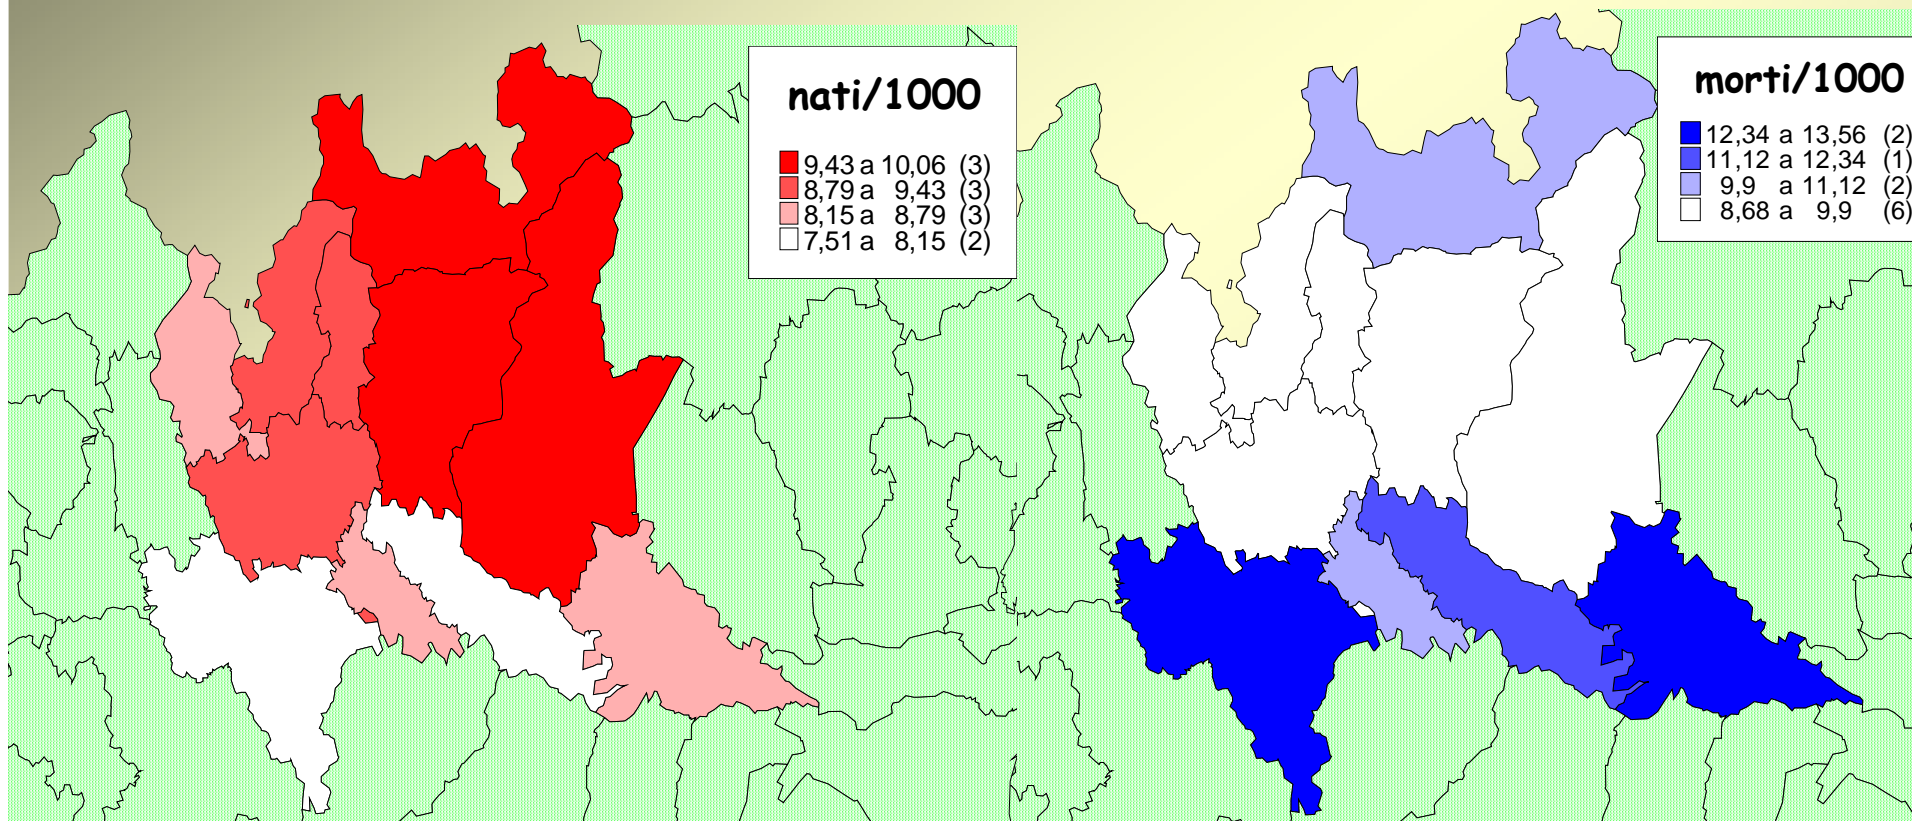 nati/1000
9,43 a 10,06 (3)
8,79 a 9,43 (3)
8,15 a 8,79 (3)
7,51 a 8,15 (2)
morti/1000
12,34 a 13,56 (2)
11,12 a 12,34 (1)
9,9 a 11,12 (2)
8,68 a 9,9 (6)